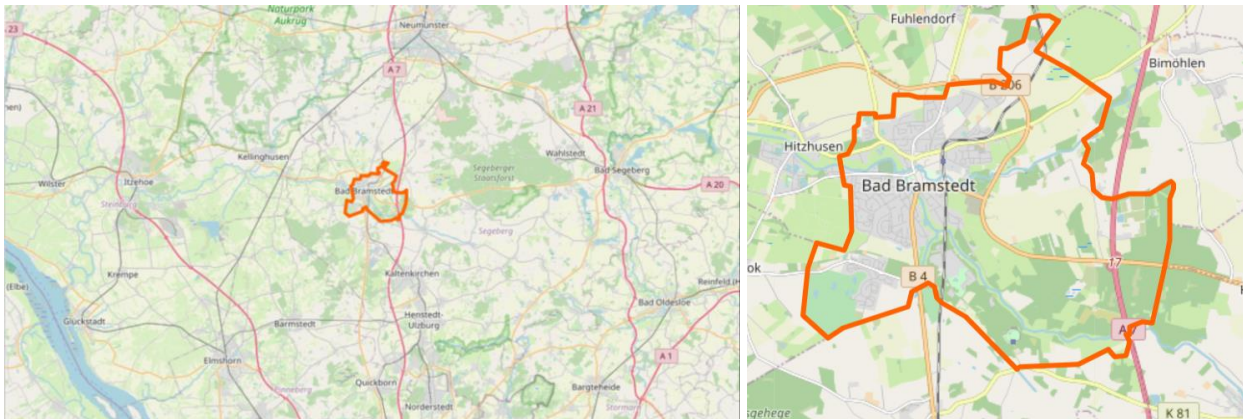 Naturpark
Aukrug
Neumünster
23
A 7
A 21
Kellinghusen
Wahlstedt
Segeberger
Staatsforst
Bad Segeberg
Wilster
Itzehoe
Bad Bramstedt
A 20
Steinburg
Segeberg
Krempe
Kaltenkirchen
(Elbe)
Reinfeld (H
Glückstadt
Bad Oldesloe
Barmstedt
Henstedt-
Ulzburg
Elmshorn
A 1
Pinneberg
Quickborn
Bargteheide
Norderstedt
Stormarn
Fuhlendorf
Bimöhlen
B 206
Hitzhusen
Bad Bramstedt
ok
17
B 4
A 7
K 81
sgehege